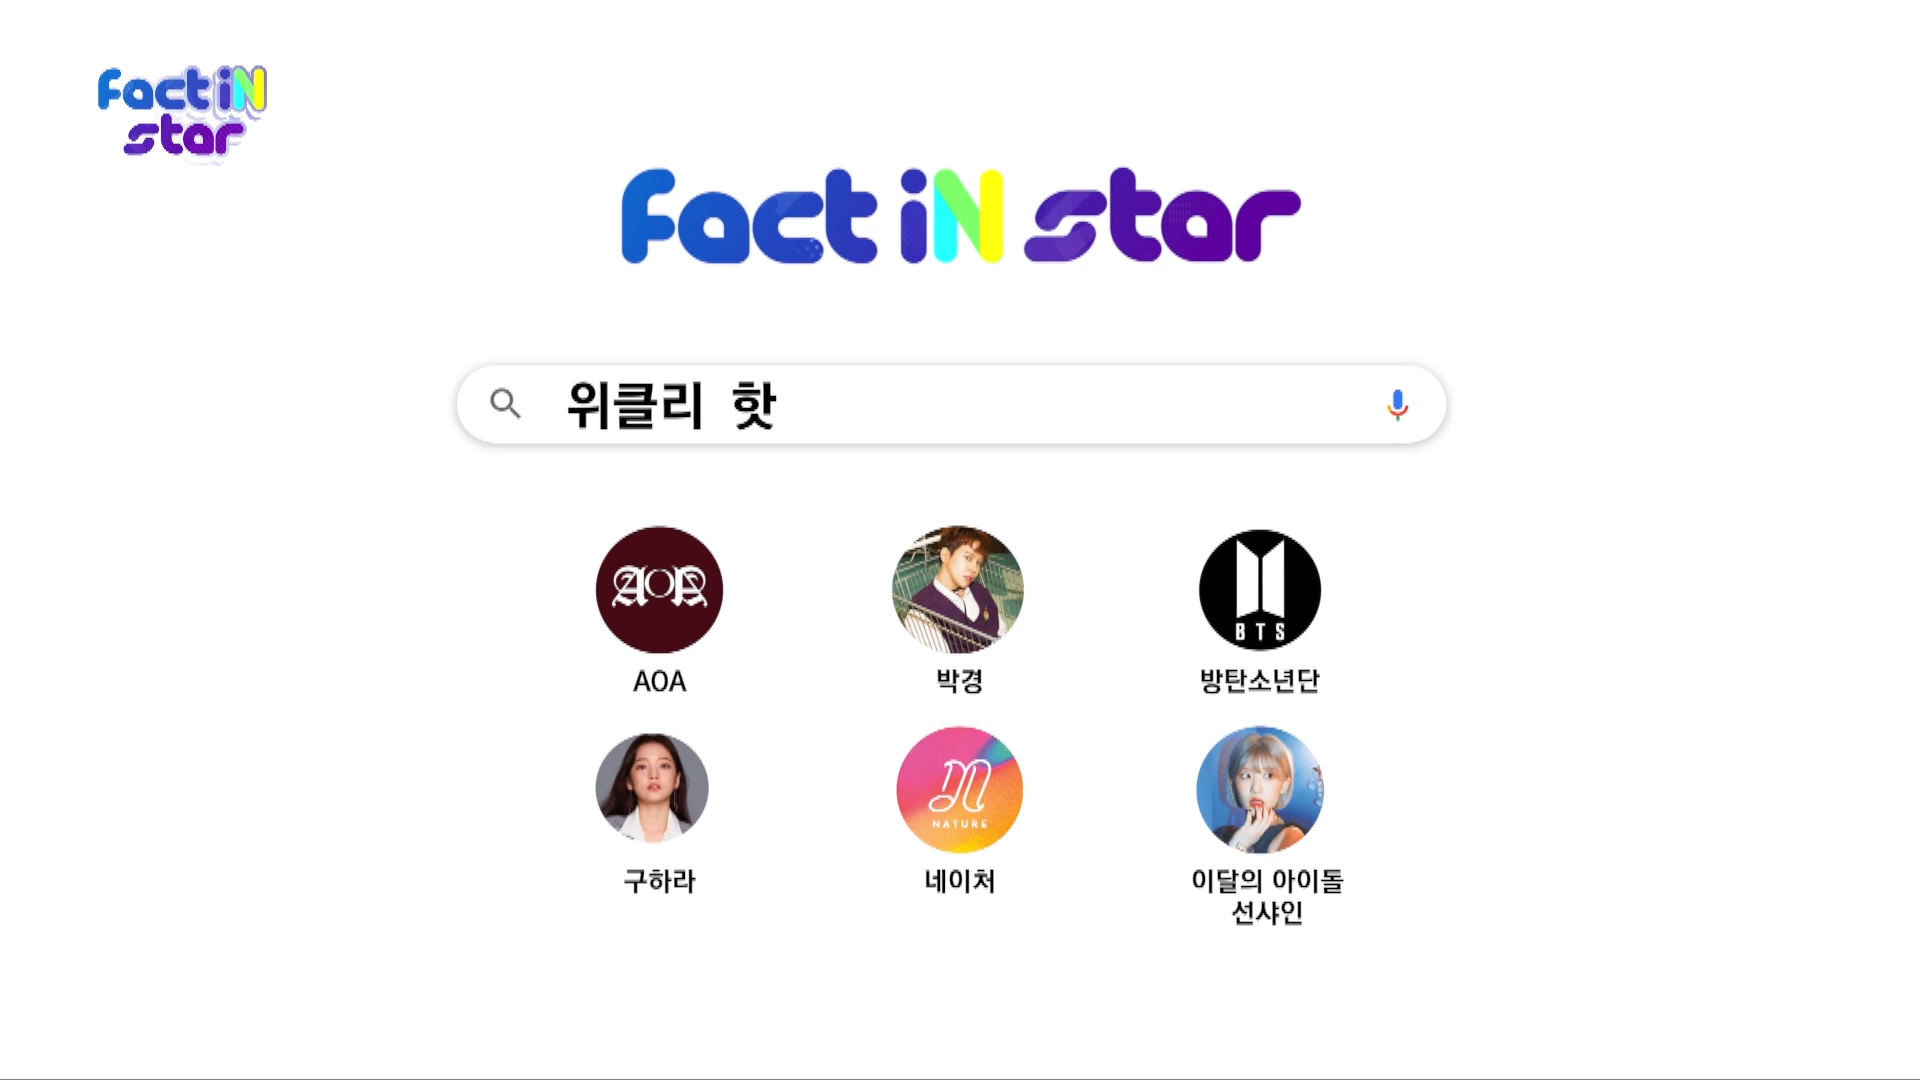 Fact iN
star
Fact iN star
위클리 핫
AOA
BTS
AOA
박경
방탄소년단
NATURE
구하라
네이처
이달의 아이돌
선샤인